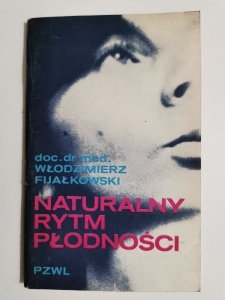 doc. dr med.
WŁODZIMIERZ
FIJAŁKOWSKI
NATURALNY
RYTM
PŁODNOŚCI
PZWL